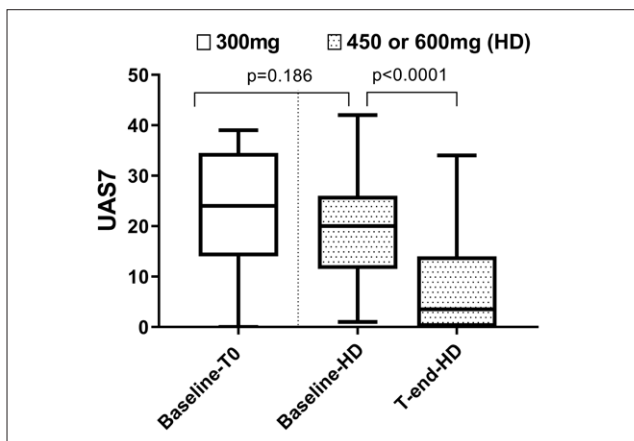 300mg 450 or 600mg (HD)
p=0.186 p<0.0001
50
40
30
20
10
0
UAS7
Baseline-T0 Baseline-HD T-end-HD